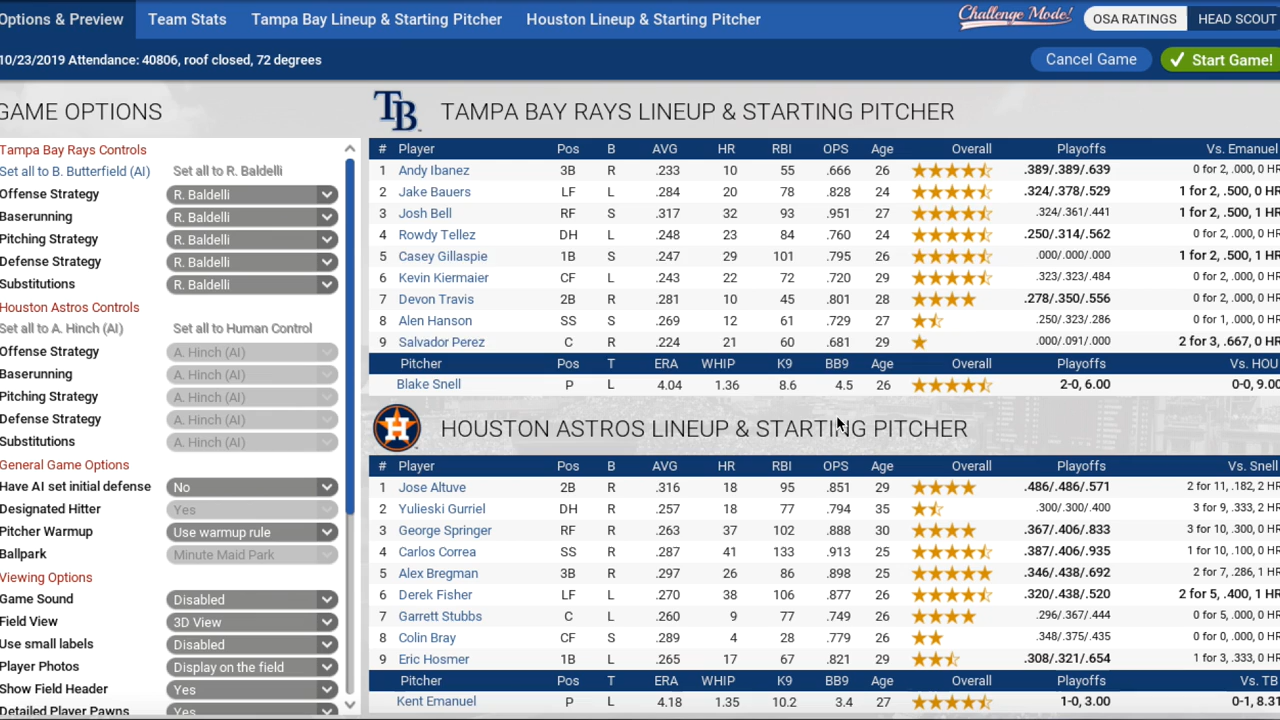 Options & Preview Team Stats Tampa Bay Lineup & Starting Pitcher Houston Lineup & Starting Pitcher Challenge Mode! OSA RATINGS HEAD SCOUT
10/23/2019 Attendance: 40806, roof closed, 72 degrees Cancel Game Start Game!
GAME OPTIONS
Tampa Bay Rays Controls
Set all to B. Butterfield (AI) Set all to R. Baldelli
Offense Strategy R. Baldelli
Baserunning R. Baldelli
Pitching Strategy R. Baldelli
Defense Strategy R. Baldelli
Substitutions R. Baldelli
Houston Astros Controls
Set all to A. Hinch (AI) Set all to Human Control
Offense Strategy A. Hinch (AI)
Baserunning A. Hinch (AI)
Pitching Strategy A. Hinch (AI)
Defense Strategy A. Hinch (AI)
Substitutions A. Hinch (AI)
General Game Options
Have AI set initial defense No
Designated Hitter Yes
Pitcher Warmup Use warmup rule
Ballpark Minute Maid Park
Viewing Options
Game Sound Disabled
Field View 3D View
Use small labels Disabled
Player Photos Display on the field
Show Field Header Yes
Detailed Player Pawns Yes
TB TAMPA BAY RAYS LINEUP & STARTING PITCHER
# Player Pos B AVG HR RBI OPS Age Overall Playoffs Vs. Emanuel
1 Andy Ibanez 3B R .233 10 55 .666 26 .389/.389/.639 0 for 2, .000, 0 HR
2 Jake Bauers LF L .284 20 78 .828 24 .324/.378/.529 1 for 2, .500, 0 HR
3 Josh Bell RF S .317 32 93 .951 27 .324/.361/.441 1 for 2, .500, 1 HR
4 Rowdy Tellez DH L .248 23 84 .760 24 .250/.314/.562 0 for 2, .000, 0 HR
5 Casey Gillaspie 1B S .247 29 101 .795 26 .000/.000/.000 1 for 2, .500, 1 HR
6 Kevin Kiermaier CF L .243 22 72 .720 29 .323/.323/.484 0 for 2, .000, 0 HR
7 Devon Travis 2B R .281 10 45 .801 28 .278/.350/.556 0 for 2, .000, 0 HR
8 Alen Hanson SS S .269 12 61 .729 27 .250/.323/.286 0 for 1, .000, 0 HR
9 Salvador Perez C R .224 21 60 .681 29 .000/.091/.000 2 for 3, .667, 0 HR
Pitcher Pos T ERA WHIP K9 BB9 Age Overall Playoffs Vs. HOU
Blake Snell P L 4.04 1.36 8.6 4.5 26 2-0, 6.00 0-0, 9.00
H HOUSTON ASTROS LINEUP & STARTING PITCHER
# Player Pos B AVG HR RBI OPS Age Overall Playoffs Vs. Snell
1 Jose Altuve 2B R .316 18 95 .851 29 .486/.486/.571 2 for 11, .182, 2 HR
2 Yulieski Gurriel DH R .257 18 77 .794 35 .300/.300/.400 3 for 9, .333, 2 HR
3 George Springer RF R .263 37 102 .888 30 .367/.406/.833 3 for 10, .300, 0 HR
4 Carlos Correa SS R .287 41 133 .913 25 .387/.406/.935 1 for 10, .100, 0 HR
5 Alex Bregman 3B R .297 26 86 .898 25 .346/.438/.692 2 for 7, .286, 1 HR
6 Derek Fisher LF L .270 38 106 .877 26 .320/.438/.520 2 for 5, .400, 1 HR
7 Garrett Stubbs C L .260 9 77 .749 26 .296/.367/.444 0 for 5, .000, 0 HR
8 Colin Bray CF S .289 4 28 .779 26 .348/.375/.435 0 for 0, .000, 0 HR
9 Eric Hosmer 1B L .265 17 67 .821 29 .308/.321/.654 1 for 3, .333, 0 HR
Pitcher Pos T ERA WHIP K9 BB9 Age Overall Playoffs Vs. TB
Kent Emanuel P L 4.18 1.35 10.2 3.4 27 1-0, 3.00 0-1, 8.31